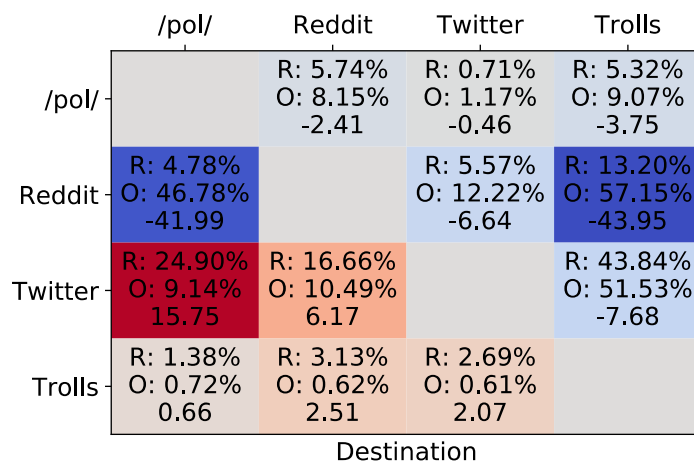 /pol/ Reddit Twitter Trolls
/pol/
R: 5.74%
O: 8.15%
-2.41
R: 0.71%
O: 1.17%
-0.46
R: 5.32%
O: 9.07%
-3.75
Reddit
R: 4.78%
O: 46.78%
-41.99
R: 5.57%
O: 12.22%
-6.64
R: 13.20%
O: 57.15%
-43.95
Twitter
R: 24.90%
O: 9.14%
15.75
R: 16.66%
O: 10.49%
6.17
R: 43.84%
O: 51.53%
-7.68
Trolls
R: 1.38%
O: 0.72%
0.66
R: 3.13%
O: 0.62%
2.51
R: 2.69%
O: 0.61%
2.07
Destination